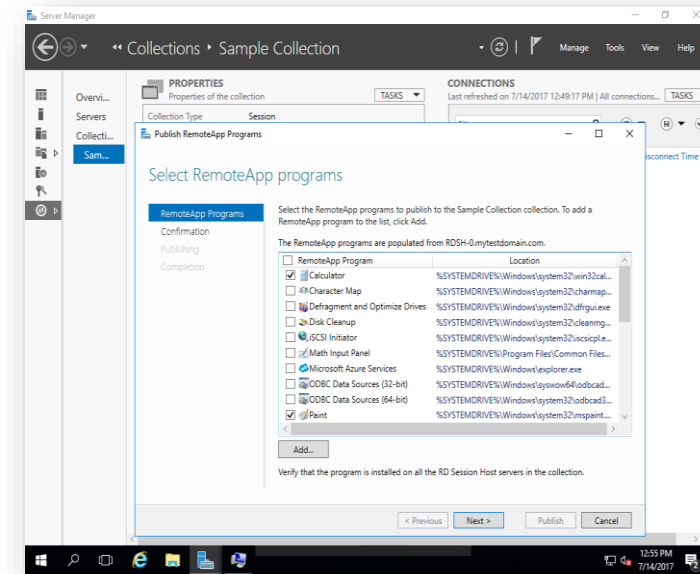 Server Manager
Collections Sample Collection
Manage Tools View Help
Overvi...
Servers
Collecti...
Sam...
PROPERTIES
Properties of the collection
TASKS
Collection Type Session
CONNECTIONS
Last refreshed on 7/14/2017 12:49:17 PM | All connections...
TASKS
isconnect Time
Publish RemoteApp Programs
Select RemoteApp programs
RemoteApp Programs
Confirmation
Publishing
Completion
Select the RemoteApp programs to publish to the Sample Collection collection. To add a
RemoteApp program to the list, click Add.
The RemoteApp programs are populated from RDSH-0.mytestdomain.com.
RemoteApp Program Location
Calculator %SYSTEMDRIVE%\Windows\system32\win32cal...
Character Map %SYSTEMDRIVE%\Windows\system32\charmap...
Defragment and Optimize Drives %SYSTEMDRIVE%\Windows\system32\dfrgui.exe
Disk Cleanup %SYSTEMDRIVE%\Windows\system32\cleanmg...
iSCSI Initiator %SYSTEMDRIVE%\Windows\system32\iscsicpl.e...
Math Input Panel %SYSTEMDRIVE%\Program Files\Common Files...
Microsoft Azure Services %SYSTEMDRIVE%\Windows\explorer.exe
ODBC Data Sources (32-bit) %SYSTEMDRIVE%\Windows\syswow64\odbcad...
ODBC Data Sources (64-bit) %SYSTEMDRIVE%\Windows\system32\odbcad3...
Paint %SYSTEMDRIVE%\Windows\system32\mspaint....
Add...
Verify that the program is installed on all the RD Session Host servers in the collection.
< Previous Next > Publish Cancel
12:55 PM
7/14/2017